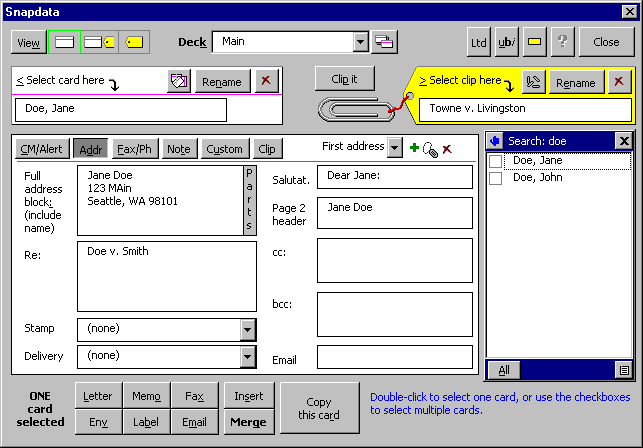 Snapdata
View
Deck Main
Ltd ubi ? Close
< Select card here Rename
Doe, Jane
Clip it
> Select clip here Rename
Towne v. Livingston
CM/Alert Addr Fax/Ph Note Custom Clip
First address
Full
address
block:
(include
name)
Jane Doe
123 MAin
Seattle, WA 98101
Parts
Re:
Doe v. Smith
Stamp (none)
Delivery (none)
Salutat. Dear Jane:
Page 2
header
Jane Doe
cc:
bcc:
Email
Search: doe
Doe, Jane
Doe, John
All
ONE
card
selected
Letter Memo Fax Insert
Env Label Email Merge
Copy
this card
Double-click to select one card, or use the checkboxes
to select multiple cards.